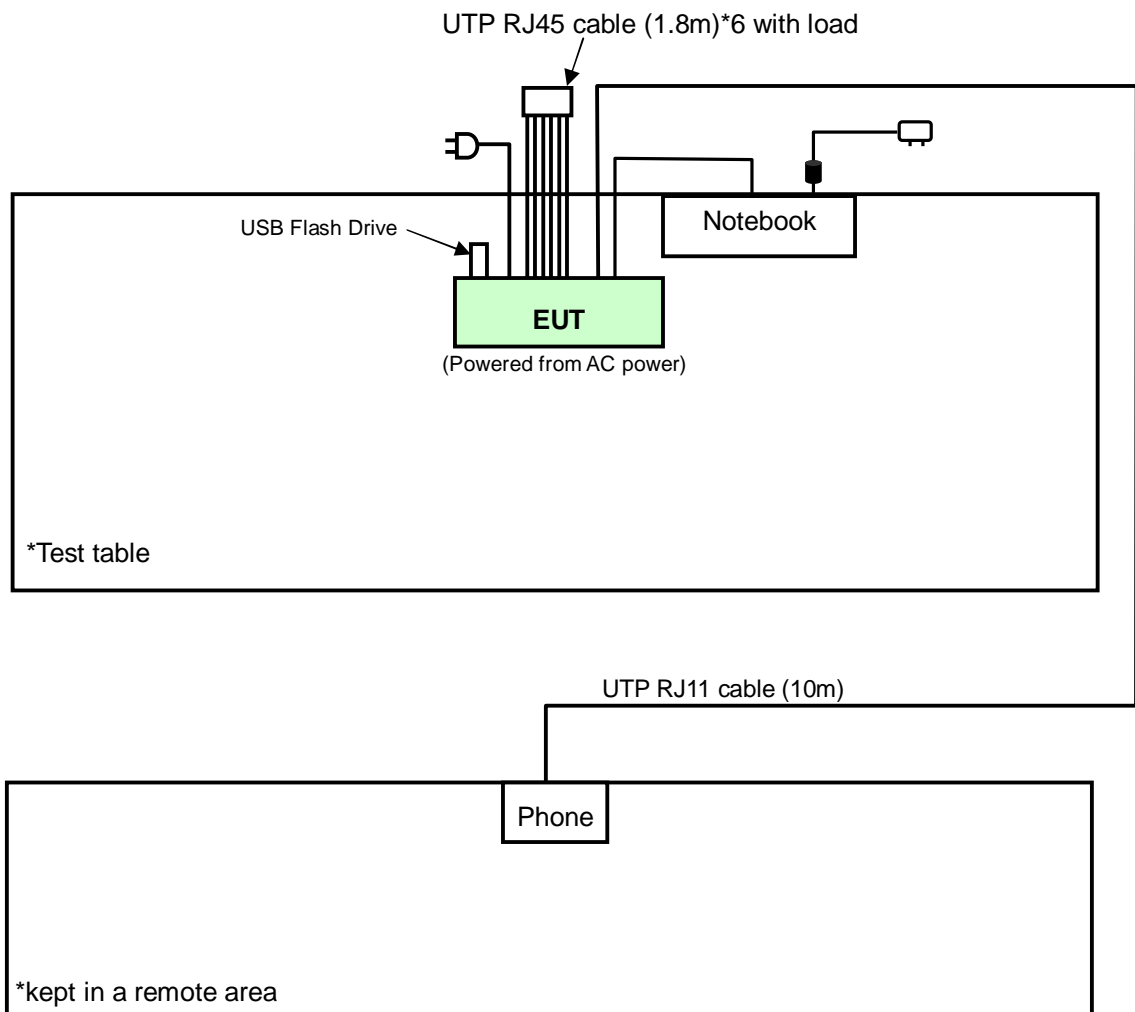 UTP RJ45 cable (1.8m)*6 with load
USB Flash Drive
Notebook
EUT
(Powered from AC power)
*Test table
UTP RJ11 cable (10m)
Phone
*kept in a remote area